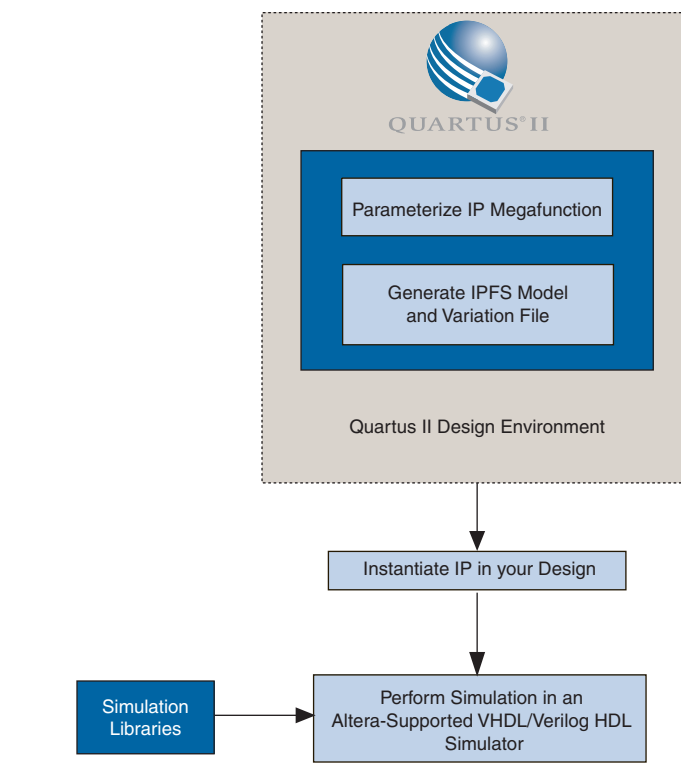 QUARTUS® II
Parameterize IP Megafunction
Generate IPFS Model
and Variation File
Quartus II Design Environment
Instantiate IP in your Design
Simulation
Libraries
Perform Simulation in an
Altera-Supported VHDL/Verilog HDL
Simulator